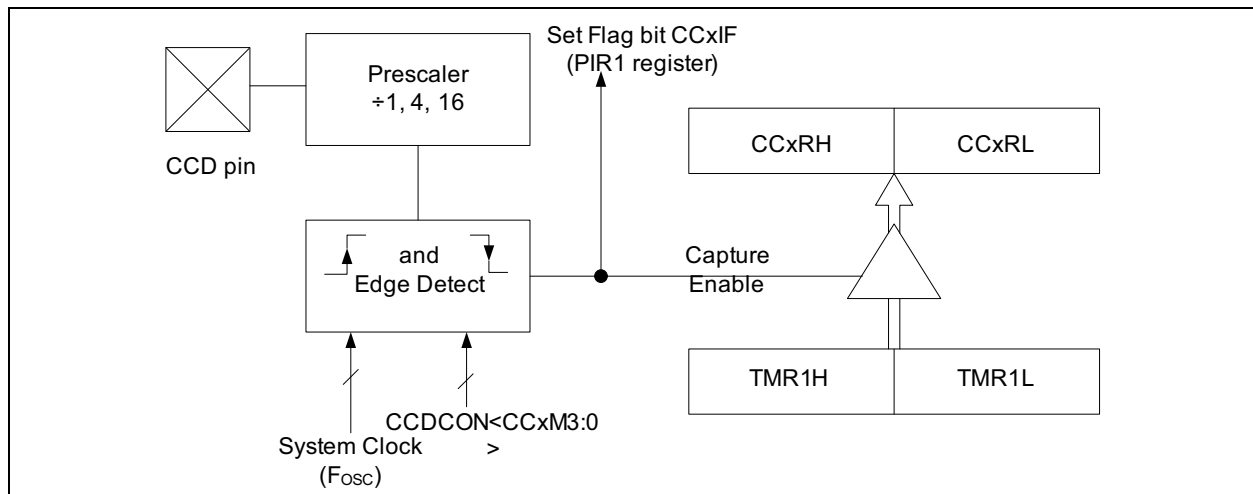 Set Flag bit CCxIF
(PIR1 register)
Prescaler
÷1, 4, 16
CCD pin
CCxRH
CCxRL
and
Edge Detect
Capture
Enable
TMR1H
TMR1L
CCDCON<CCxM3:0
>
System Clock
(FOSC)